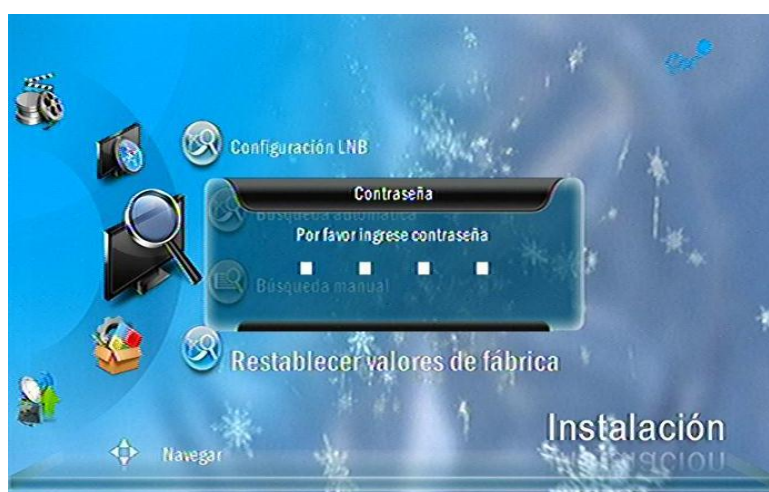 Configuración LNB
Contraseña
Búsqueda automática
Por favor ingrese contraseña
Búsqueda manual
Restablecer valores de fábrica
Instalación
Navegar